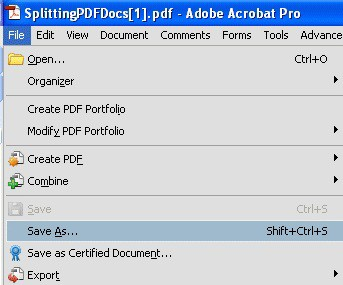 SplittingPDFDocs[1].pdf - Adobe Acrobat Pro
File Edit View Document Comments Forms Tools Advance
Open... Ctrl+O
Organizer
Create PDF Portfolio
Modify PDF Portfolio
Create PDF
Combine
Save Ctrl+S
Save As... Shift+Ctrl+S
Save as Certified Document...
Export